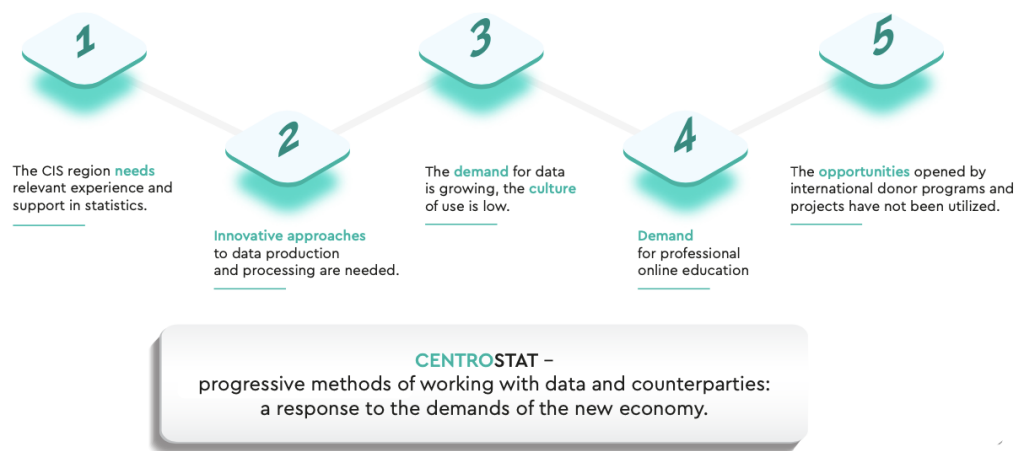 1
The CIS region needs
relevant experience and
support in statistics.
2
Innovative approaches
to data production
and processing are needed.
3
The demand for data
is growing, the culture
of use is low.
4
Demand
for professional
online education
5
The opportunities opened by
international donor programs and
projects have not been utilized.
CENTROSTAT –
progressive methods of working with data and counterparties:
a response to the demands of the new economy.